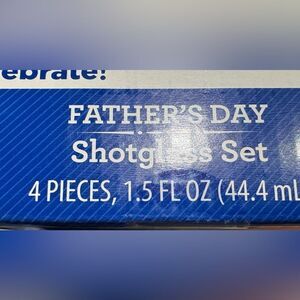 ebrate!
FATHER'S DAY
Shotglass Set
4 PIECES, 1.5 FL OZ (44.4 mL